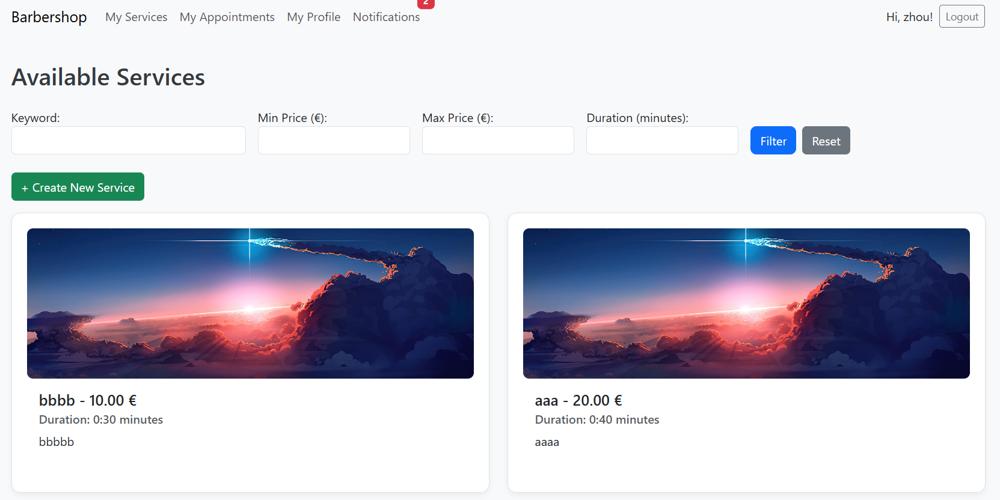 2
Barbershop My Services My Appointments My Profile Notifications Hi, zhou! Logout
Available Services
Keyword: Min Price (€): Max Price (€): Duration (minutes):
Filter Reset
+ Create New Service
bbbb - 10.00 €
Duration: 0:30 minutes
bbbbb
aaa - 20.00 €
Duration: 0:40 minutes
aaaa